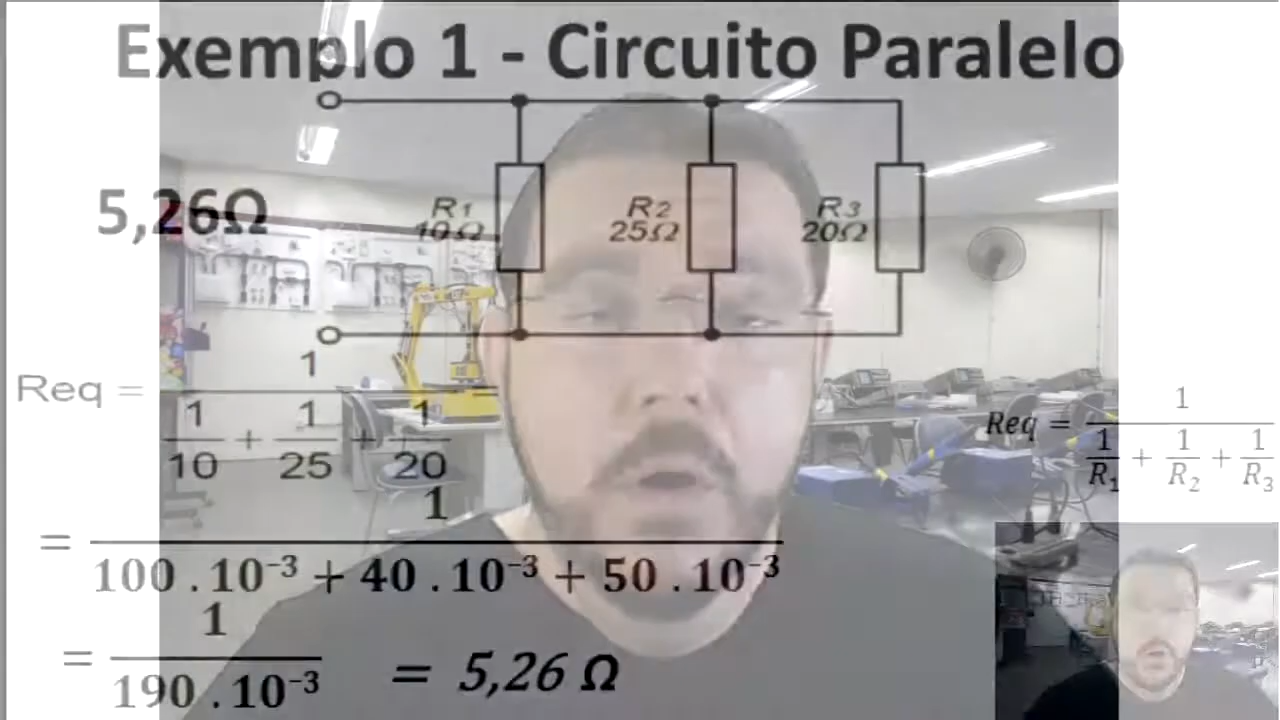 Exemplo 1 - Circuito Paralelo
5,26Ω
R1
10Ω
R2
25Ω
R3
20Ω
Req = 1 / (1/10 + 1/25 + 1/20)
Req = 1 / (1/R₁ + 1/R₂ + 1/R₃)
= 1 / (100 . 10⁻³ + 40 . 10⁻³ + 50 . 10⁻³)
= 1 / (190 . 10⁻³) = 5,26 Ω